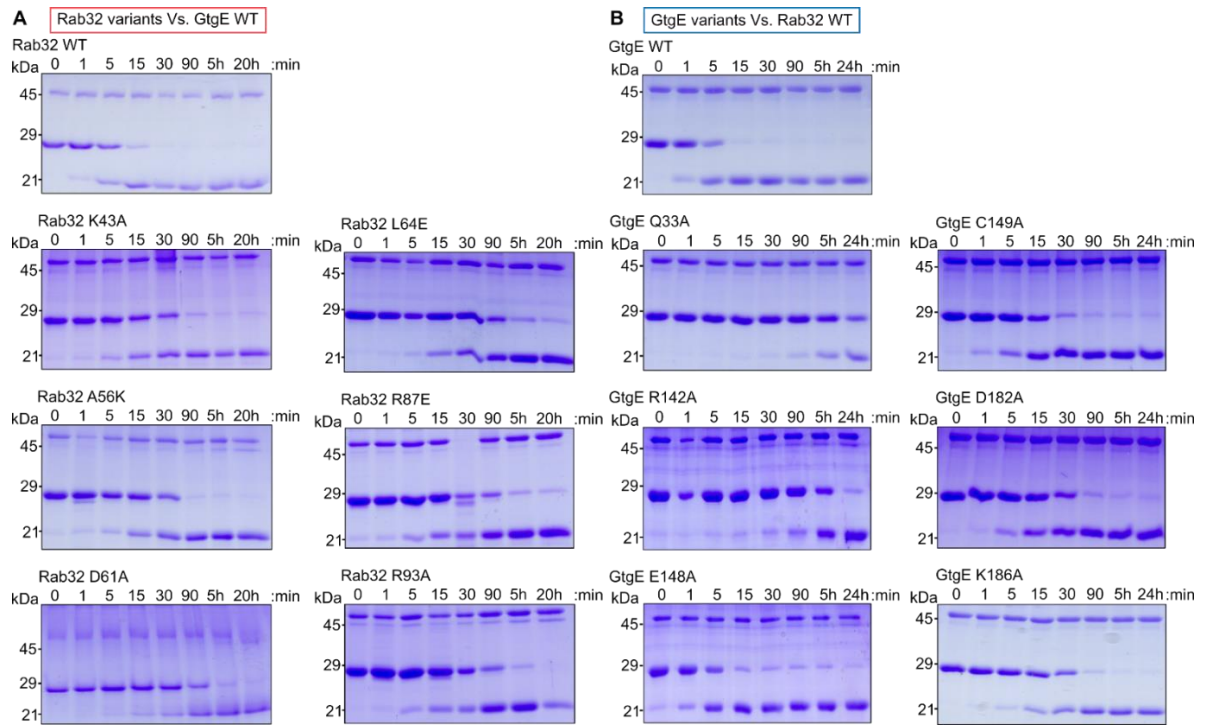 A Rab32 variants Vs. GtgE WT
Rab32 WT
kDa 0 1 5 15 30 90 5h 20h :min
45
29
21
Rab32 K43A
kDa 0 1 5 15 30 90 5h 20h :min
45
29
21
Rab32 L64E
kDa 0 1 5 15 30 90 5h 20h :min
45
29
21
Rab32 A56K
kDa 0 1 5 15 30 90 5h 20h :min
45
29
21
Rab32 R87E
kDa 0 1 5 15 30 90 5h 20h :min
45
29
21
Rab32 D61A
kDa 0 1 5 15 30 90 5h 20h :min
45
29
21
Rab32 R93A
kDa 0 1 5 15 30 90 5h 20h :min
45
29
21
B GtgE variants Vs. Rab32 WT
GtgE WT
kDa 0 1 5 15 30 90 5h 24h :min
45
29
21
GtgE Q33A
kDa 0 1 5 15 30 90 5h 24h :min
45
29
21
GtgE C149A
kDa 0 1 5 15 30 90 5h 24h :min
45
29
21
GtgE R142A
kDa 0 1 5 15 30 90 5h 24h :min
45
29
21
GtgE D182A
kDa 0 1 5 15 30 90 5h 24h :min
45
29
21
GtgE E148A
kDa 0 1 5 15 30 90 5h 24h :min
45
29
21
GtgE K186A
kDa 0 1 5 15 30 90 5h 24h :min
45
29
21